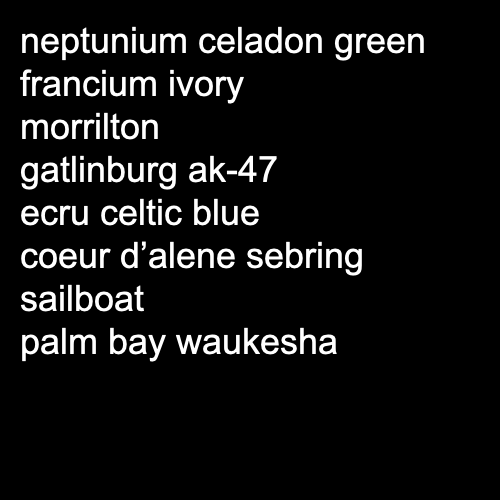 neptunium celadon green
francium ivory
morrilton
gatlinburg ak-47
ecru celtic blue
coeur d’alene sebring
sailboat
palm bay waukesha